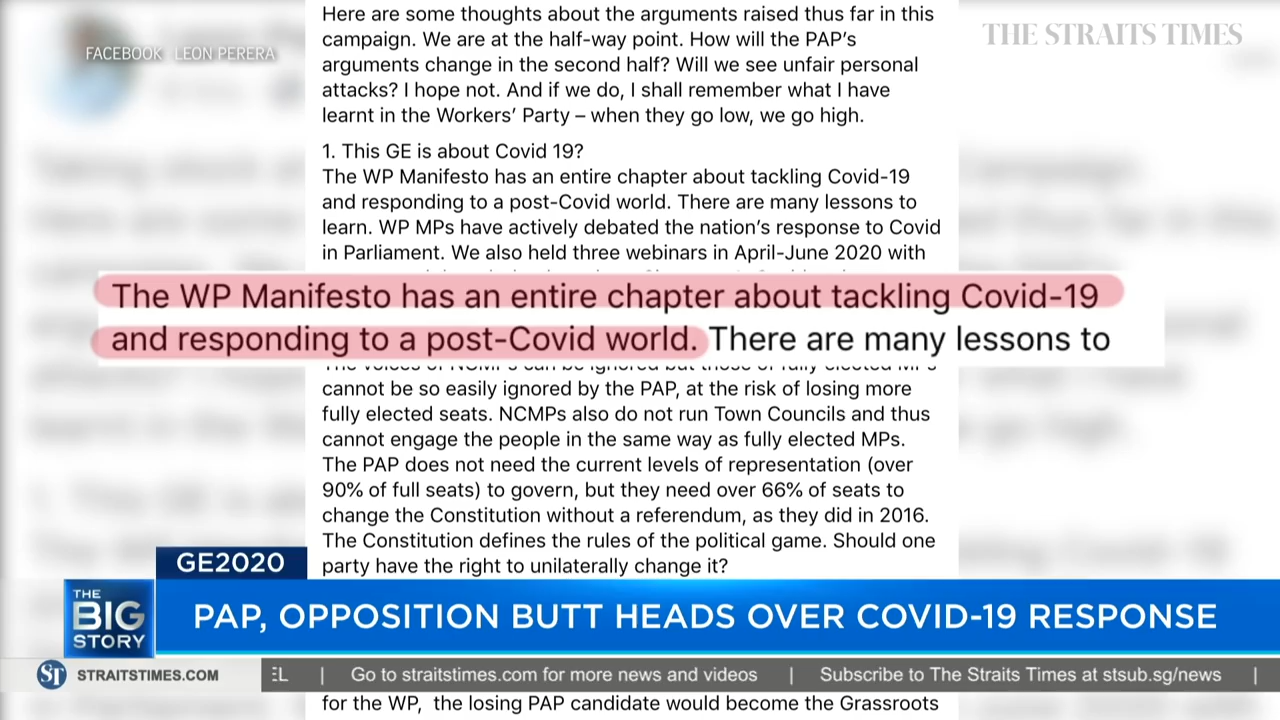 Here are some thoughts about the arguments raised thus far in this
THE STRAITS TIMES
FACEBOOK LEON PERERA
campaign. We are at the half-way point. How will the PAP's
arguments change in the second half? Will we see unfair personal
attacks? I hope not. And if we do, I shall remember what I have
learnt in the Workers' Party – when they go low, we go high.
1. This GE is about Covid 19?
The WP Manifesto has an entire chapter about tackling Covid-19
and responding to a post-Covid world. There are many lessons to
learn. WP MPs have actively debated the nation's response to Covid
in Parliament. We also held three webinars in April-June 2020 with
The WP Manifesto has an entire chapter about tackling Covid-19
and responding to a post-Covid world. There are many lessons to
cannot be so easily ignored by the PAP, at the risk of losing more
fully elected seats. NCMPs also do not run Town Councils and thus
cannot engage the people in the same way as fully elected MPs.
The PAP does not need the current levels of representation (over
90% of full seats) to govern, but they need over 66% of seats to
change the Constitution without a referendum, as they did in 2016.
The Constitution defines the rules of the political game. Should one
party have the right to unilaterally change it?
GE2020
THE
BIG
STORY
PAP, OPPOSITION BUTT HEADS OVER COVID-19 RESPONSE
ST STRAITSTIMES.COM
EL | Go to straitstimes.com for more news and videos | Subscribe to The Straits Times at stsub.sg/news |
for the WP, the losing PAP candidate would become the Grassroots